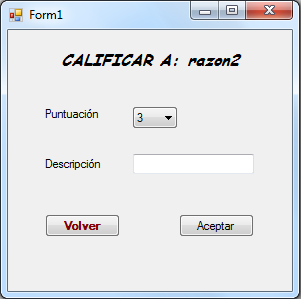 Form1
CALIFICAR A: razon2
Puntuación
3
Descripción
Volver
Aceptar